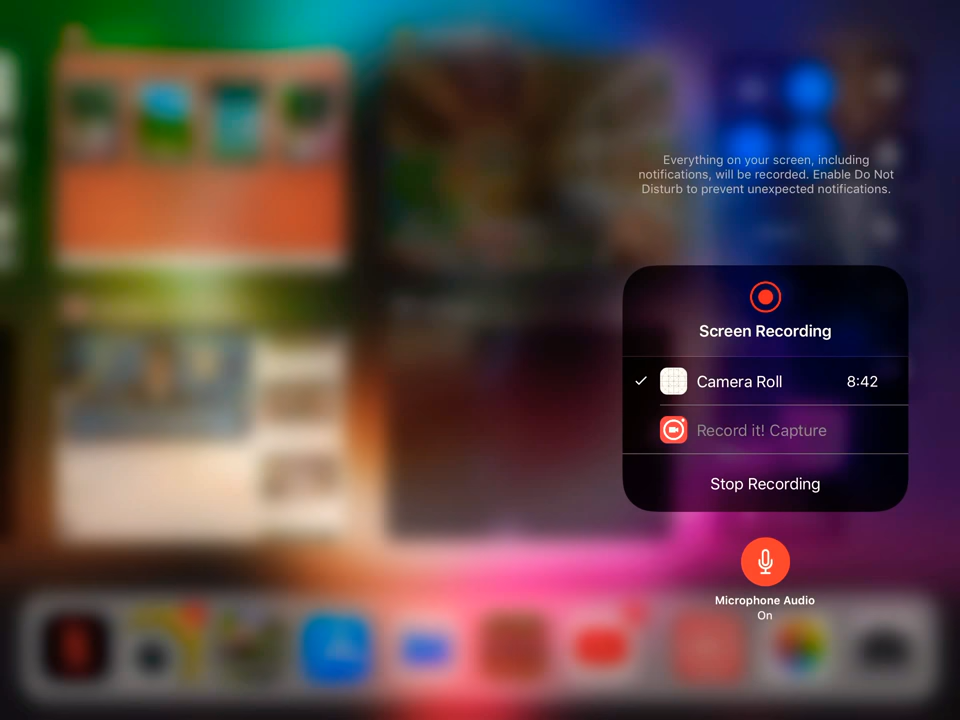 Everything on your screen, including
notifications, will be recorded. Enable Do Not
Disturb to prevent unexpected notifications.
Screen Recording
Camera Roll 8:42
Record it! Capture
Stop Recording
Microphone Audio
On